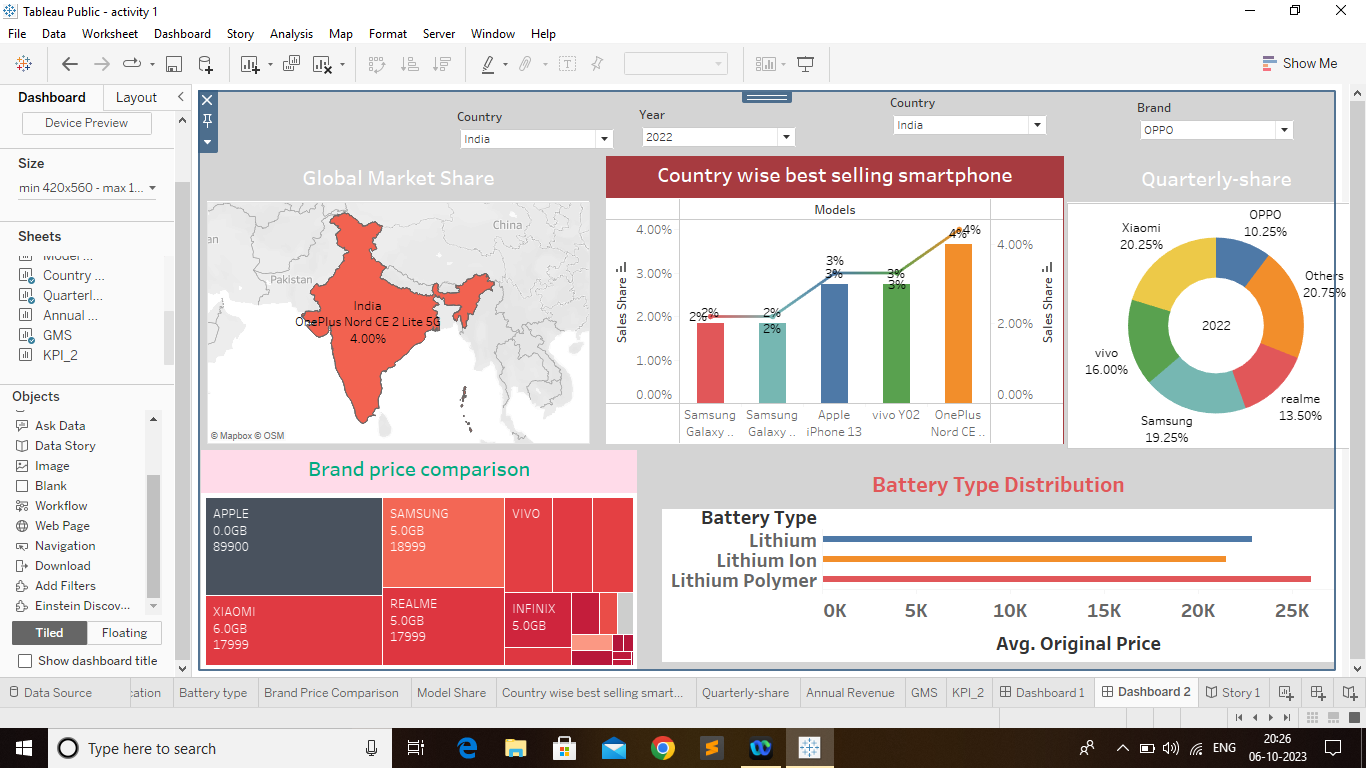 Tableau Public - activity 1
File Data Worksheet Dashboard Story Analysis Map Format Server Window Help
Show Me
Dashboard Layout
Device Preview
Size
min 420x560 - max 1...
Sheets
Country ...
Quarterl...
Annual ...
GMS
KPI_2
Objects
Ask Data
Data Story
Image
Blank
Workflow
Web Page
Navigation
Download
Add Filters
Einstein Discov...
Tiled Floating
Show dashboard title
Country
India
Year
2022
Country
India
Brand
OPPO
Global Market Share
China
Pakistan
an
India
OnePlus Nord CE 2 Lite 5G
4.00%
© Mapbox © OSM
Country wise best selling smartphone
Models
Sales Share
4.00%
3.00%
2.00%
1.00%
0.00%
2% 2%
2%
2%
3%
3%
3%
3%
4% 4%
4.00%
2.00%
0.00%
Sales Share
Samsung Galaxy ..
Samsung Galaxy ..
Apple iPhone 13
vivo Y02
OnePlus Nord CE ..
Quarterly-share
Xiaomi
20.25%
OPPO
10.25%
Others
20.75%
2022
vivo
16.00%
realme
13.50%
Samsung
19.25%
Brand price comparison
APPLE
0.0GB
89900
SAMSUNG
5.0GB
18999
VIVO
XIAOMI
6.0GB
17999
REALME
5.0GB
17999
INFINIX
5.0GB
Battery Type Distribution
Battery Type
Lithium
Lithium Ion
Lithium Polymer
0K 5K 10K 15K 20K 25K
Avg. Original Price
Data Source
Battery type
Brand Price Comparison
Model Share
Country wise best selling smart...
Quarterly-share
Annual Revenue
GMS
KPI_2
Dashboard 1
Dashboard 2
Story 1
Type here to search
ENG
20:26
06-10-2023